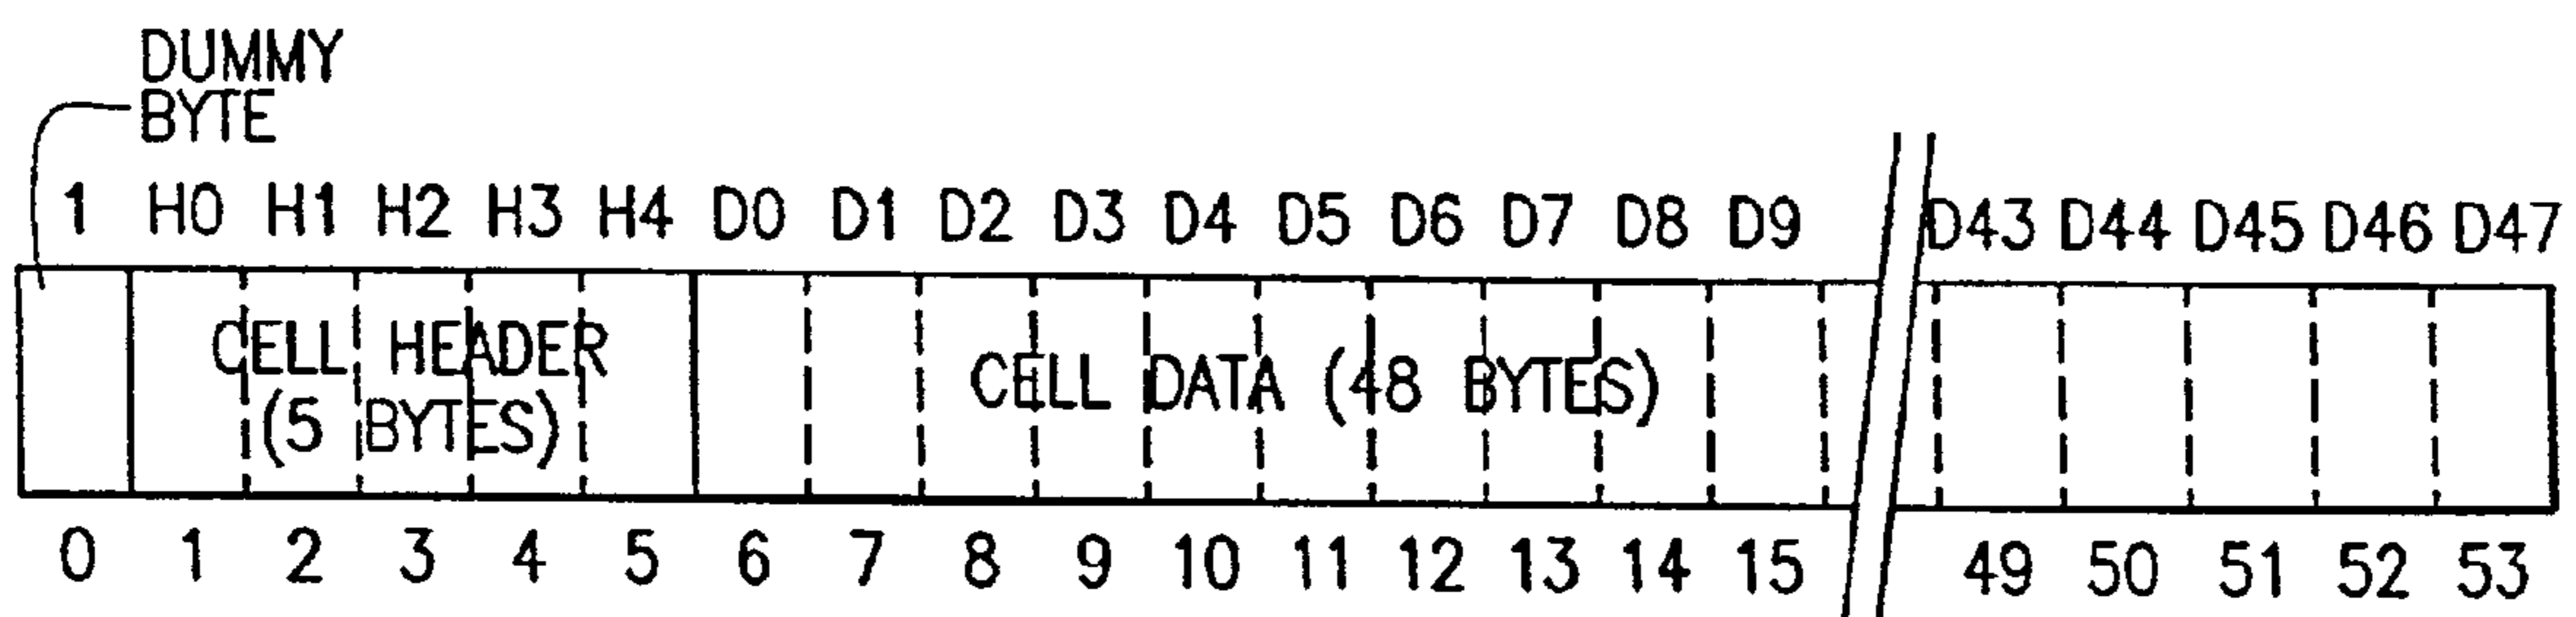 DUMMY
BYTE
1 H0 H1 H2 H3 H4 D0 D1 D2 D3 D4 D5 D6 D7 D8 D9 D43 D44 D45 D46 D47
CELL HEADER
(5 BYTES)
CELL DATA (48 BYTES)
0 1 2 3 4 5 6 7 8 9 10 11 12 13 14 15 49 50 51 52 53